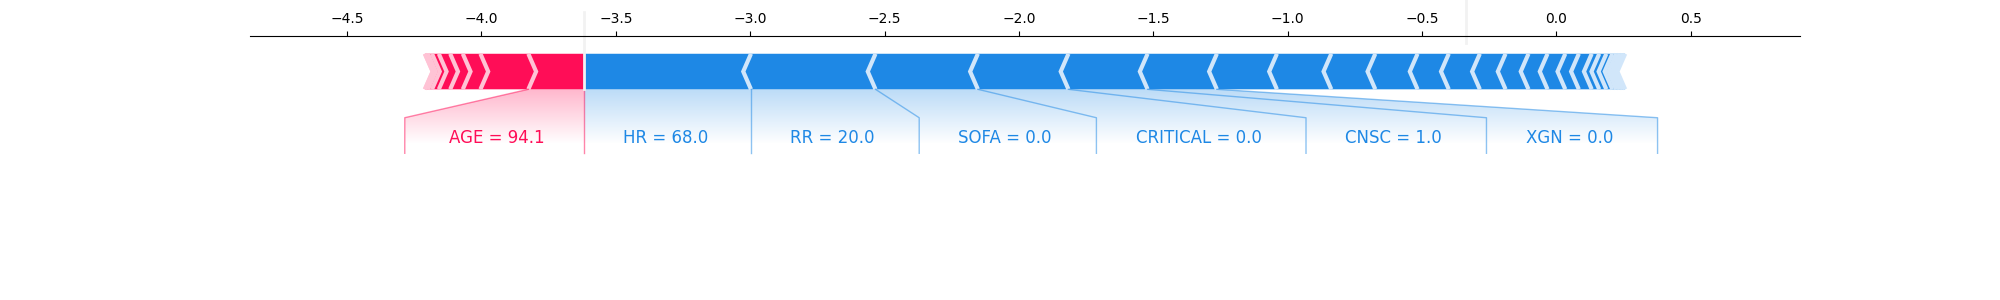 −4.5 −4.0 −3.5 −3.0 −2.5 −2.0 −1.5 −1.0 −0.5 0.0 0.5
AGE = 94.1 HR = 68.0 RR = 20.0 SOFA = 0.0 CRITICAL = 0.0 CNSC = 1.0 XGN = 0.0